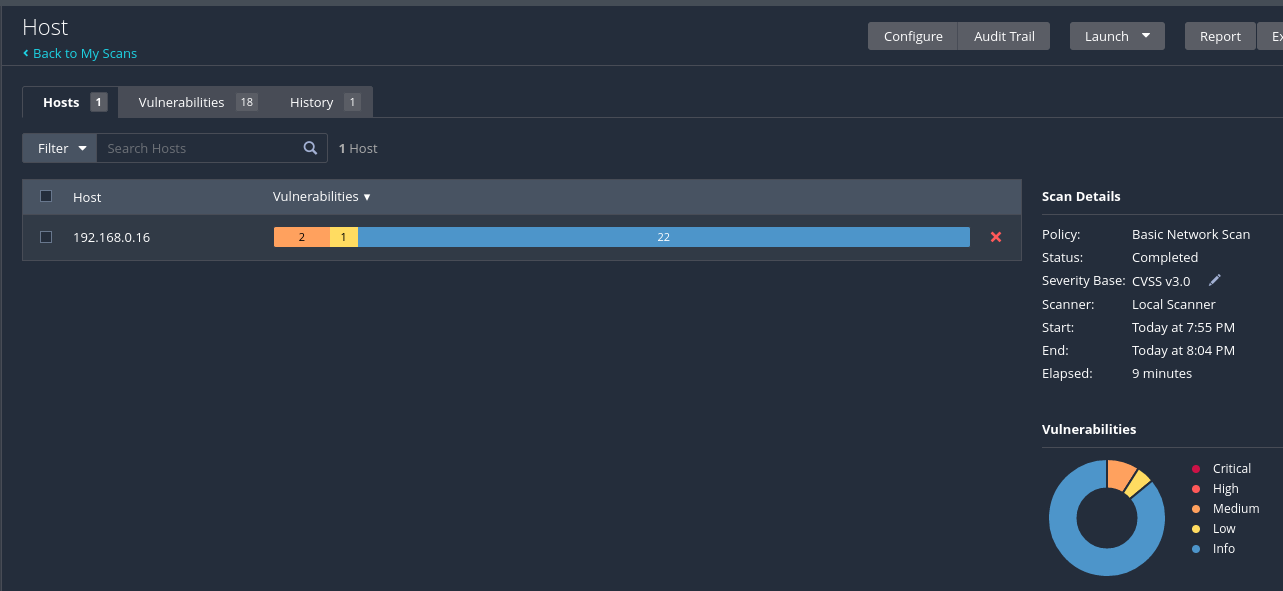 Host
Back to My Scans
Configure Audit Trail Launch Report Ex
Hosts 1 Vulnerabilities 18 History 1
Filter Search Hosts 1 Host
Host Vulnerabilities
192.168.0.16 2 1 22
Scan Details
Policy: Basic Network Scan
Status: Completed
Severity Base: CVSS v3.0
Scanner: Local Scanner
Start: Today at 7:55 PM
End: Today at 8:04 PM
Elapsed: 9 minutes
Vulnerabilities
Critical
High
Medium
Low
Info